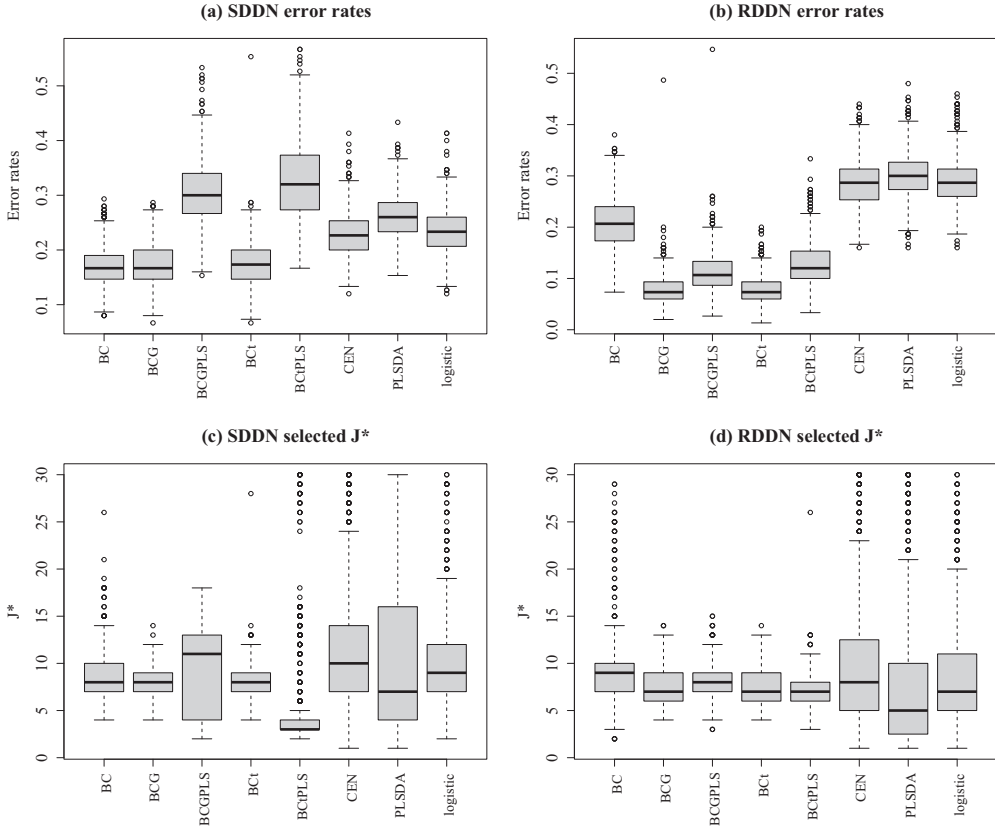 (a) SDDN error rates
Error rates
0.5
0.4
0.3
0.2
0.1
BC
BCG
BCGPLS
BCt
BCtPLS
CEN
PLSDA
logistic
(b) RDDN error rates
Error rates
0.5
0.4
0.3
0.2
0.1
0.0
BC
BCG
BCGPLS
BCt
BCtPLS
CEN
PLSDA
logistic
(c) SDDN selected J*
J*
30
25
20
15
10
5
0
BC
BCG
BCGPLS
BCt
BCtPLS
CEN
PLSDA
logistic
(d) RDDN selected J*
J*
30
25
20
15
10
5
0
BC
BCG
BCGPLS
BCt
BCtPLS
CEN
PLSDA
logistic